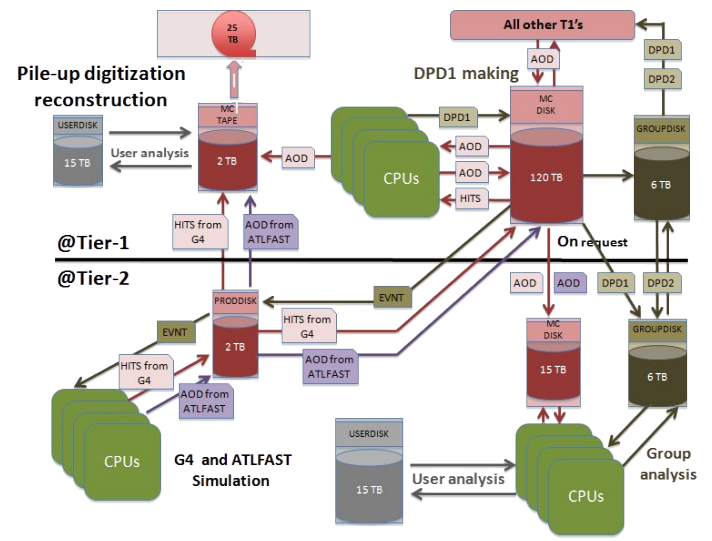 25
TB
All other T1's
DPD1
DPD2
AOD
Pile-up digitization
reconstruction
DPD1 making
MC
TAPE
MC
DISK
USERDISK
15 TB
User analysis
2 TB
AOD
CPUs
DPD1
AOD
AOD
HITS
120 TB
GROUPDISK
6 TB
HITS from
G4
AOD from
ATLFAST
@Tier-1
On request
@Tier-2
EVNT
AOD
AOD
DPD1
DPD2
PRODDISK
2 TB
HITS from
G4
AOD from
ATLFAST
EVNT
HITS from
G4
AOD from
ATLFAST
CPUs
G4 and ATLFAST
Simulation
MC
DISK
15 TB
GROUPDISK
6 TB
USERDISK
15 TB
User analysis
CPUs
Group
analysis